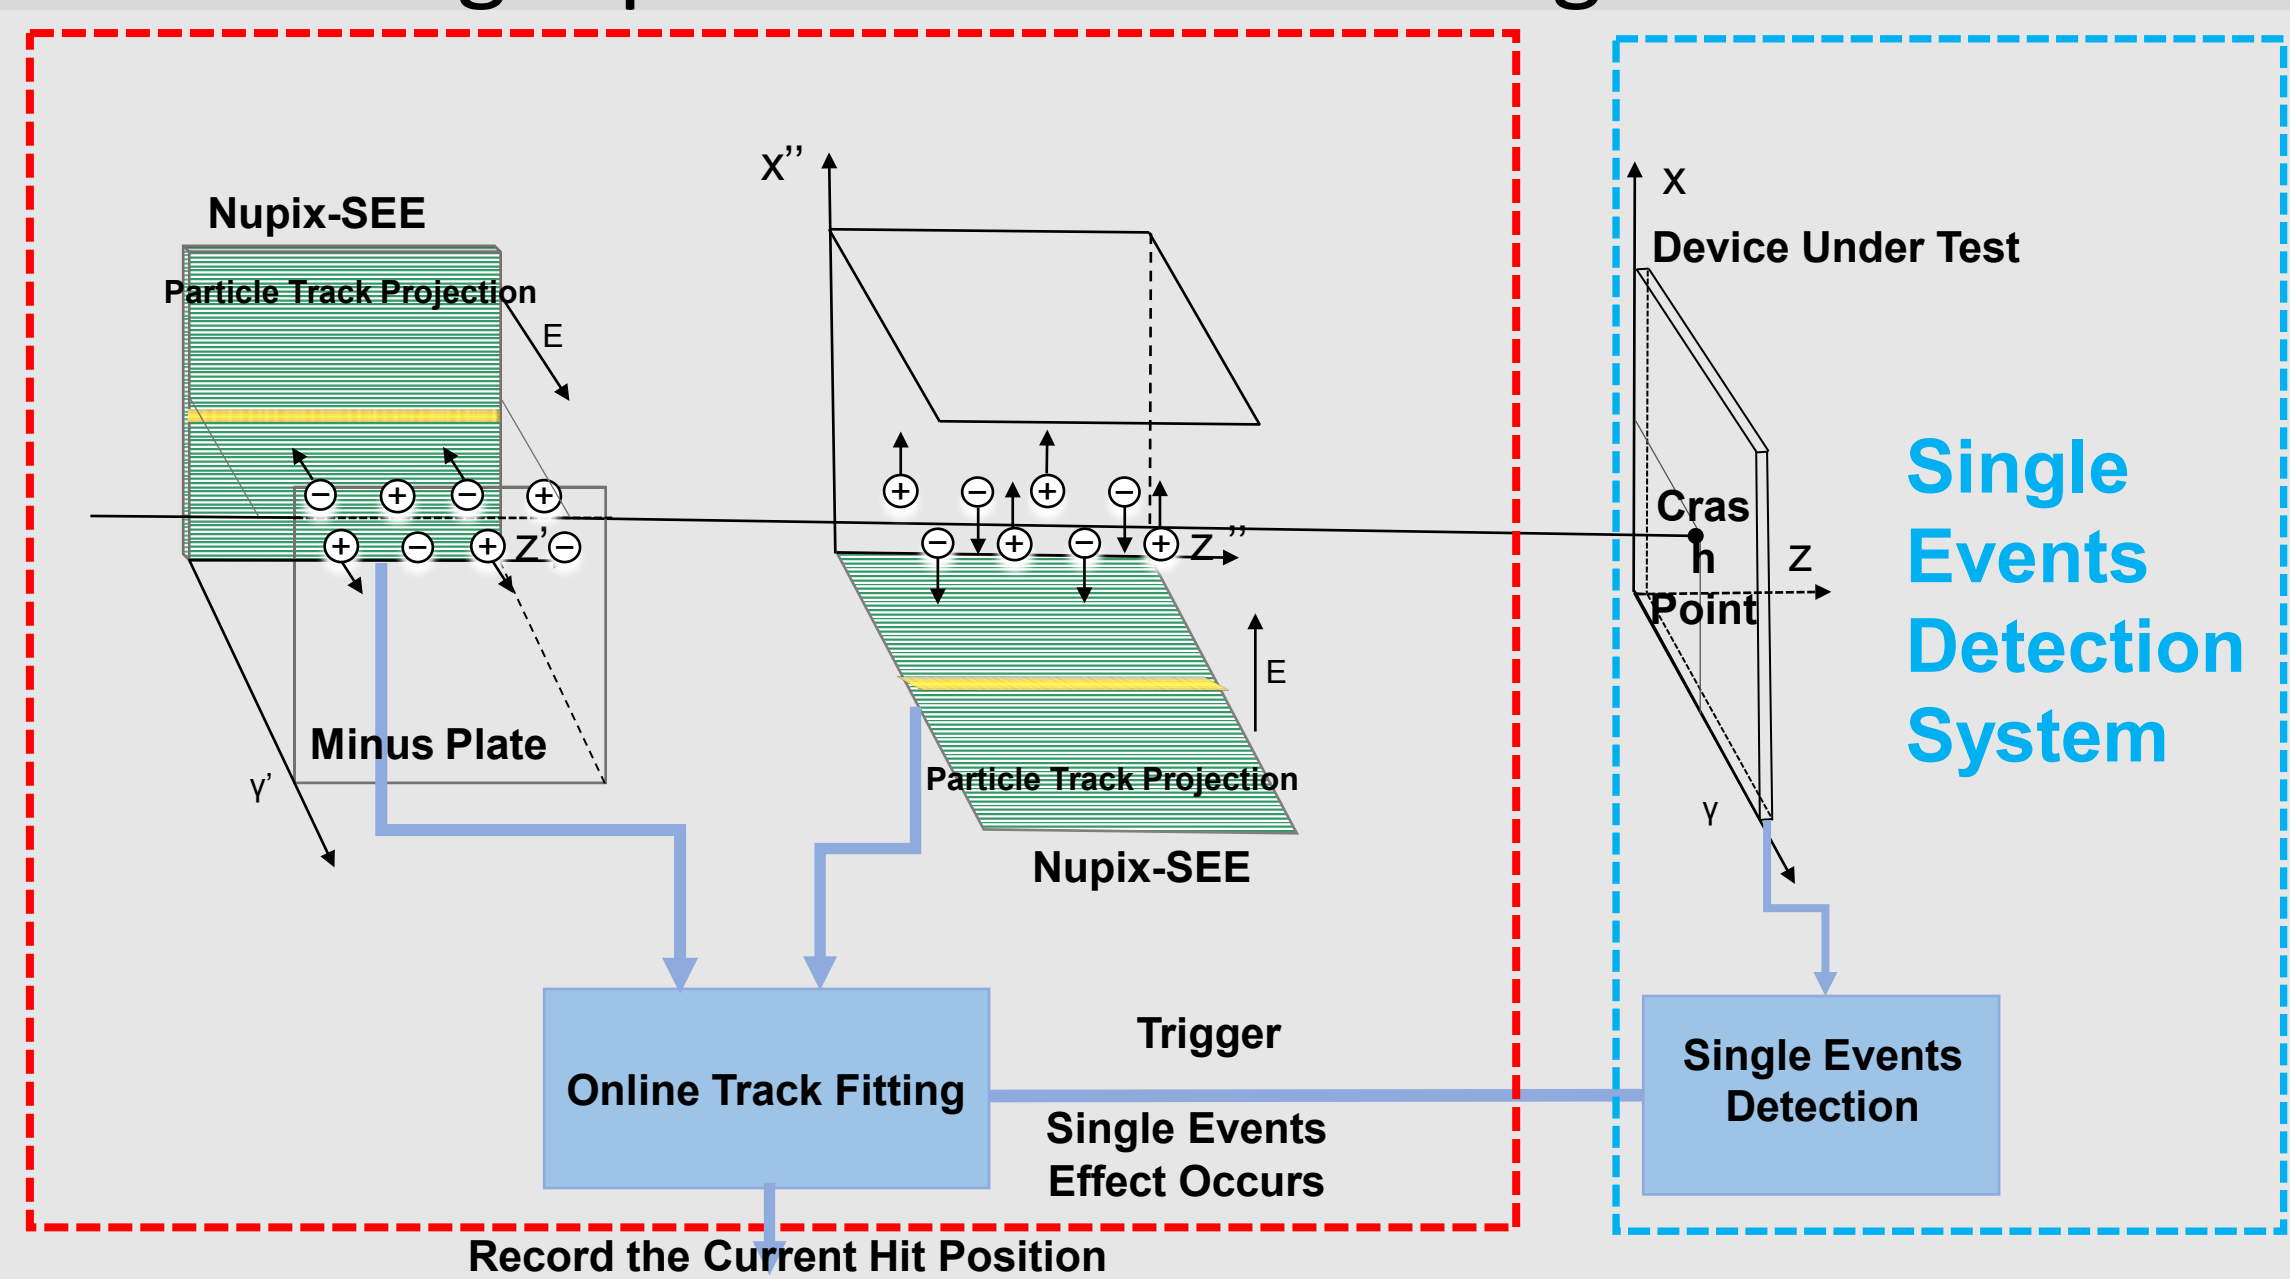 x’’
x
Nupix-SEE
Device Under Test
Particle Track Projection
E
Cras
h
Point
z’
z ’’
z
E
Minus Plate
Particle Track Projection
γ’
γ
Nupix-SEE
Single
Events
Detection
System
Online Track Fitting
Trigger
Single Events
Effect Occurs
Single Events
Detection
Record the Current Hit Position